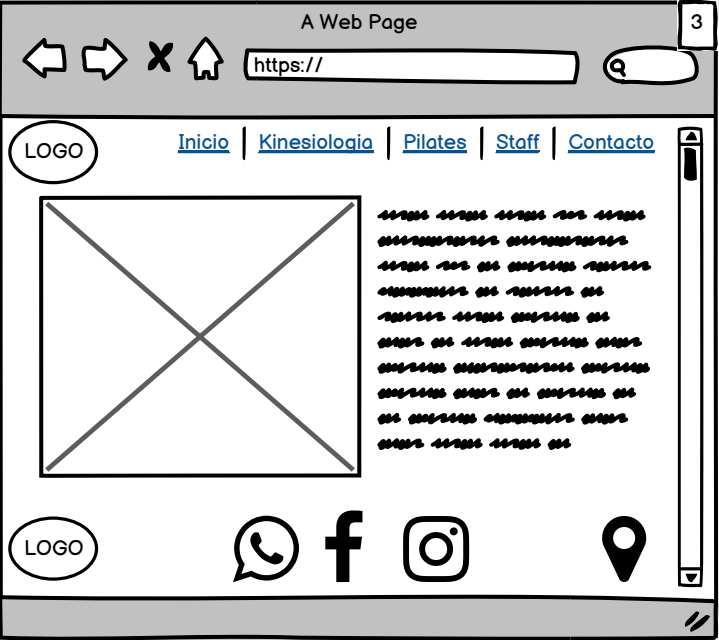 A Web Page
3
https://
LOGO
Inicio Kinesiologia Pilates Staff Contacto
LOGO